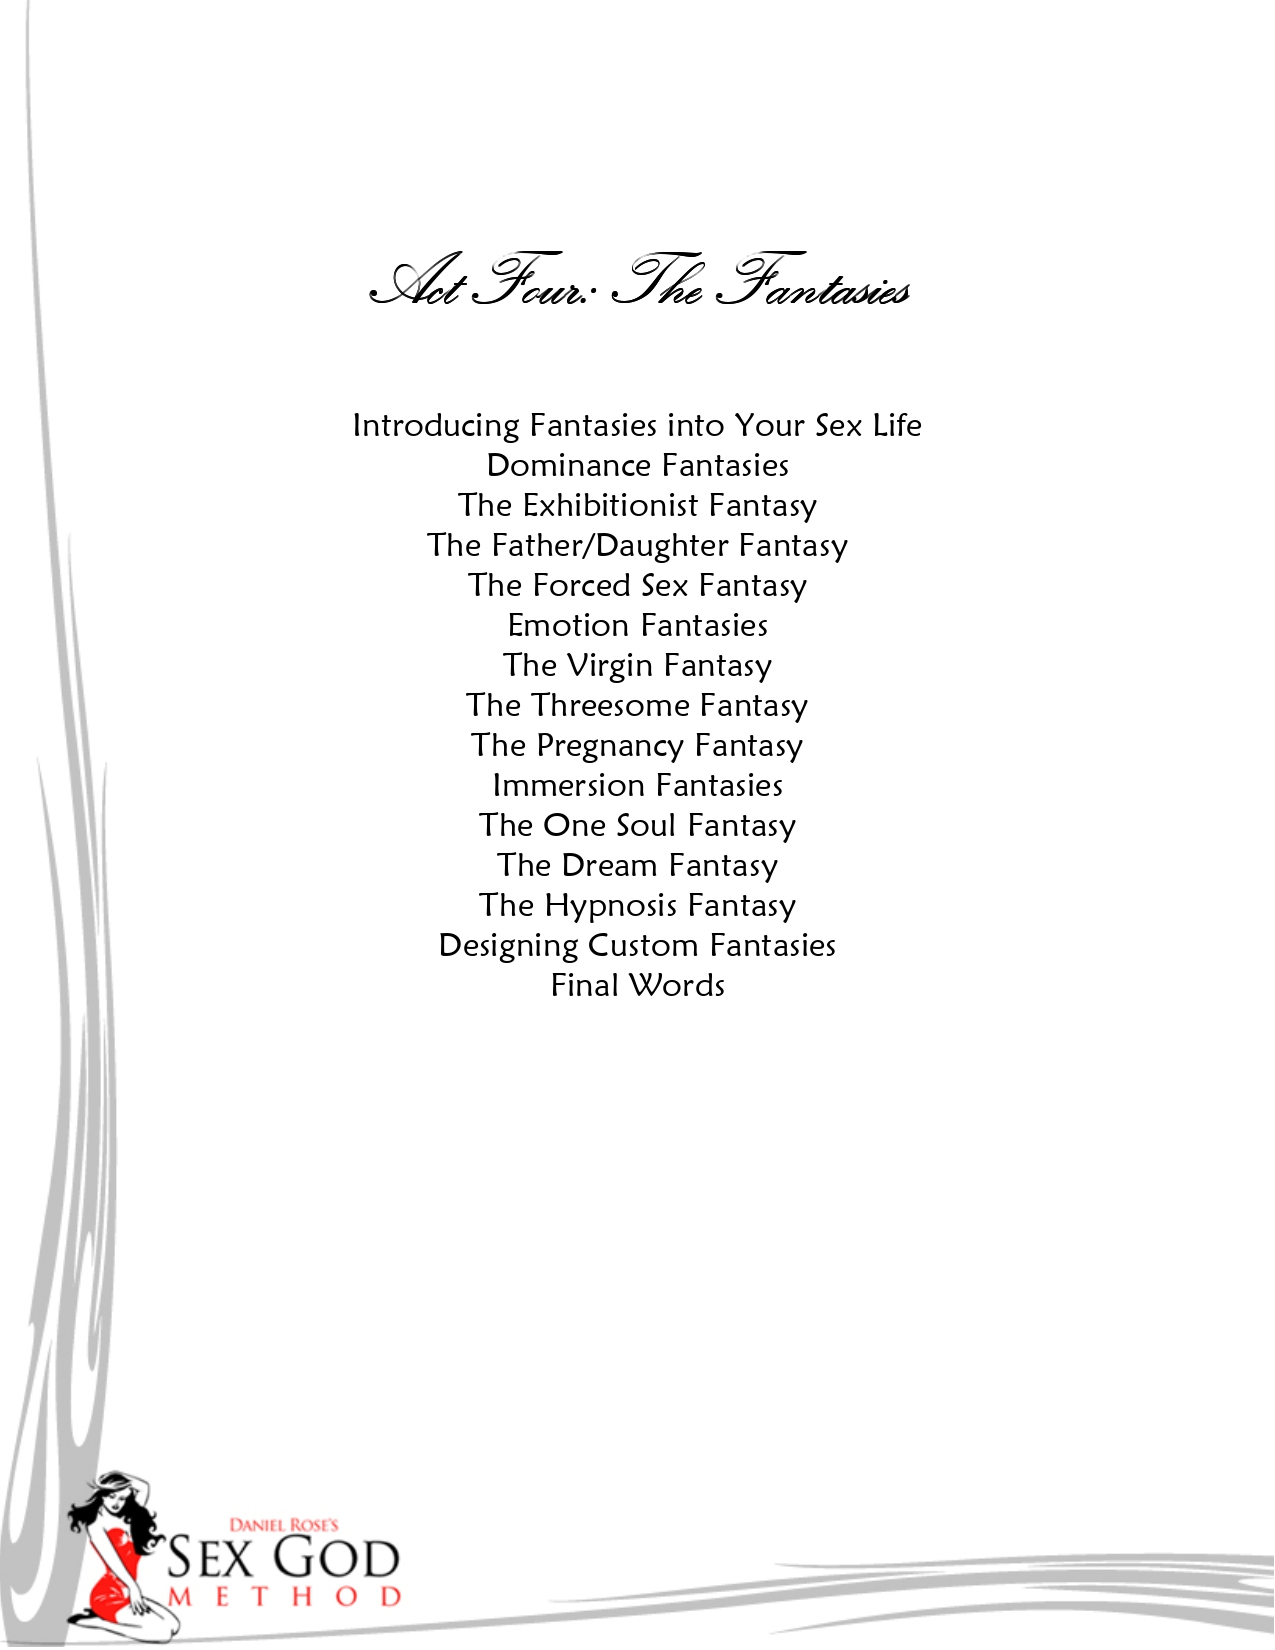 Act Four: The Fantasies
Introducing Fantasies into Your Sex Life
Dominance Fantasies
The Exhibitionist Fantasy
The Father/Daughter Fantasy
The Forced Sex Fantasy
Emotion Fantasies
The Virgin Fantasy
The Threesome Fantasy
The Pregnancy Fantasy
Immersion Fantasies
The One Soul Fantasy
The Dream Fantasy
The Hypnosis Fantasy
Designing Custom Fantasies
Final Words
DANIEL ROSE'S
SEX GOD
METHOD